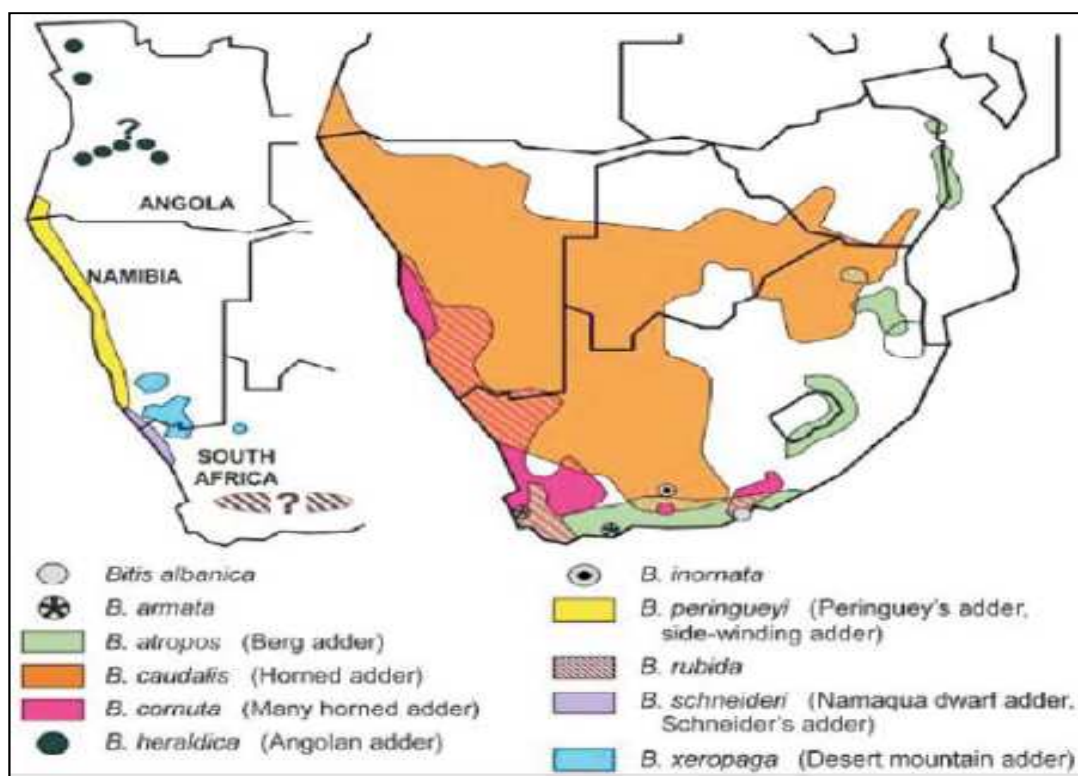 ?
ANGOLA
NAMIBIA
SOUTH
AFRICA
?
Bitis albanica
B. armata
B. atropos (Berg adder)
B. caudalis (Horned adder)
B. cornuta (Many horned adder)
B. heraldica (Angolan adder)
B. inornata
B. peringueyi (Peringuey's adder,
side-winding adder)
B. rubida
B. schneideri (Namaqua dwarf adder,
Schneider's adder)
B. xeropaga (Desert mountain adder)